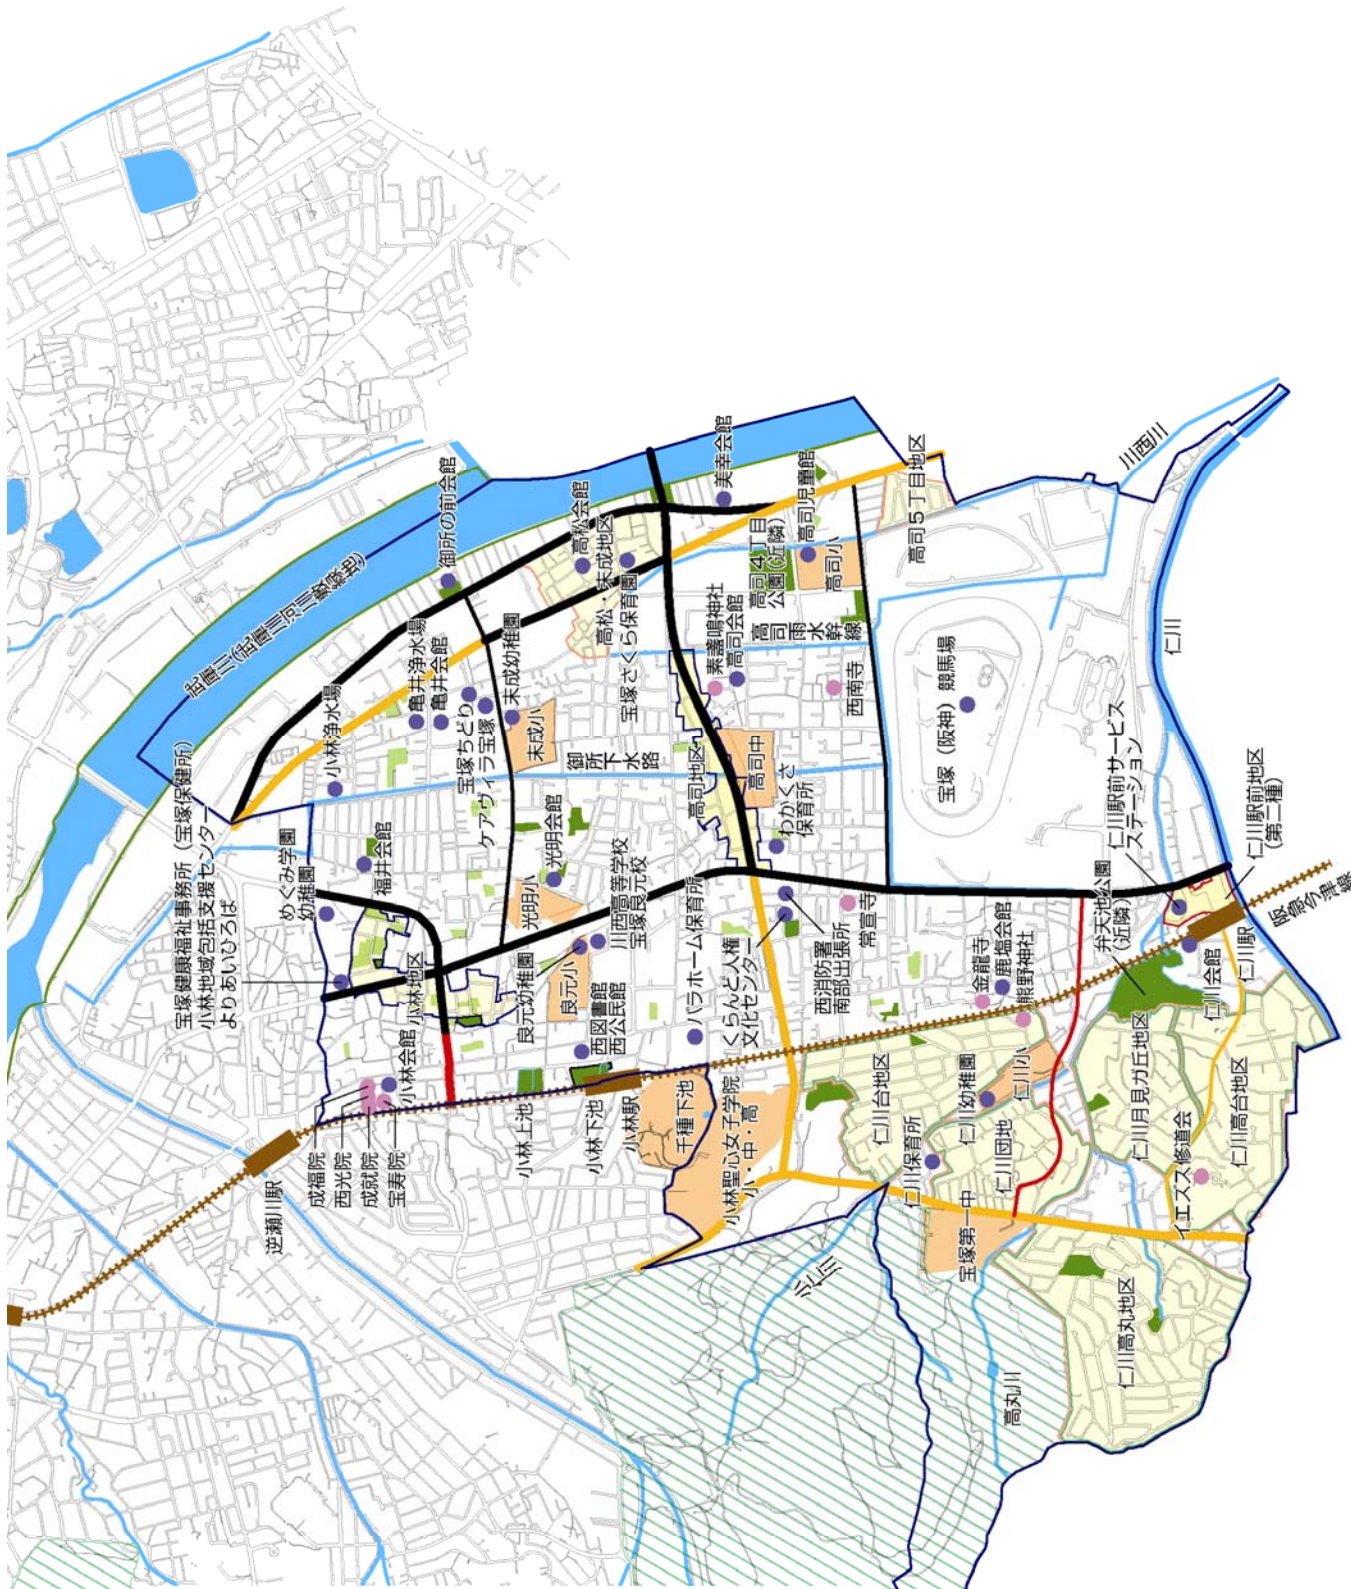 武庫川(武庫川河川敷緑地)
御所の前会館
高松会館
高松・末成地区
宝塚さくら保育園
美幸会館
高司4丁目
公園(近隣)
高司児童館
高司小
高司5丁目地区
川西川
仁川
小林浄水場
亀井浄水場
亀井会館
宝塚ちどり
ケアヴィラ宝塚
末成幼稚園
末成小
御所
下水
路
素盞嗚神社
高司会館
高司
雨水
幹線
西南寺
宝塚(阪神)競馬場
高司地区
高司中
わかくさ
保育所
宝塚健康福祉事務所(宝塚保健所)
小林地域包括支援センター
よりあいひろば
めぐみ学園
幼稚園
福井会館
光明会館
光明小
川西高等学校
宝塚良元校
良元幼稚園
良元小
西図書館
西公民館
小林地区
小林会館
成福院
西光院
成就院
宝寿院
逆瀬川駅
小林上池
小林下池
小林駅
千種下池
小林聖心女子学院
小・中・高
バラホーム保育所
くらんど人権
文化センター
西消防署
南部出張所
常宣寺
金龍寺
鹿塩会館
熊野神社
仁川駅前サービス
ステーション
弁天池公園
(近隣)
仁川駅前地区
(第二種)
阪急今津線
仁川駅
仁川会館
仁川台地区
仁川保育所
仁川幼稚園
仁川小
仁川団地
仁川月見ガ丘地区
仁川高台地区
イエズス修道会
宝塚第一中
小仁川
高丸川
仁川高丸地区